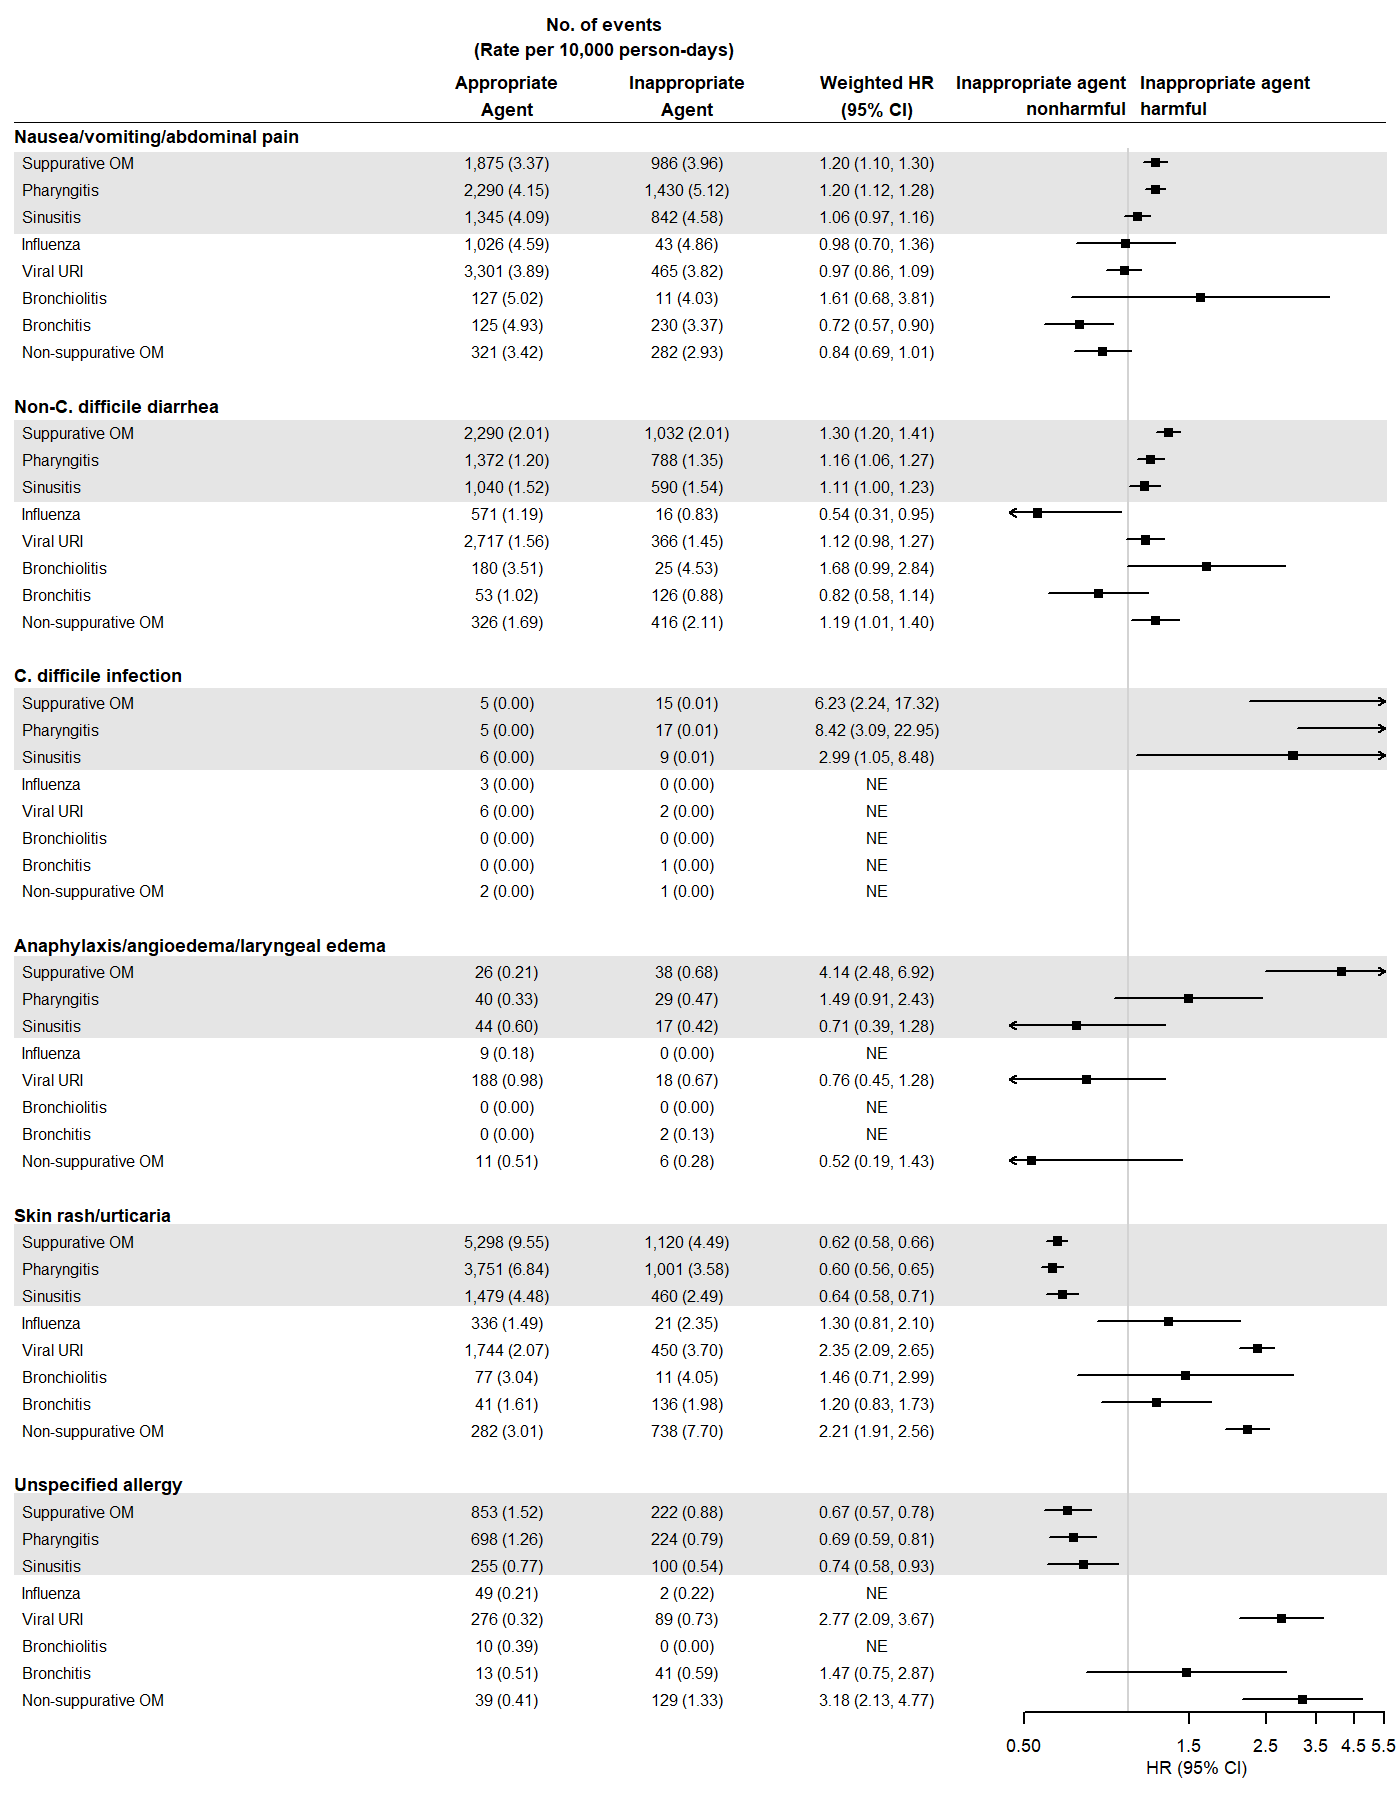 No. of events
(Rate per 10,000 person-days)
Appropriate Agent Inappropriate Agent Weighted HR (95% CI) Inappropriate agent nonharmful Inappropriate agent harmful
Nausea/vomiting/abdominal pain
Suppurative OM 1,875 (3.37) 986 (3.96) 1.20 (1.10, 1.30)
Pharyngitis 2,290 (4.15) 1,430 (5.12) 1.20 (1.12, 1.28)
Sinusitis 1,345 (4.09) 842 (4.58) 1.06 (0.97, 1.16)
Influenza 1,026 (4.59) 43 (4.86) 0.98 (0.70, 1.36)
Viral URI 3,301 (3.89) 465 (3.82) 0.97 (0.86, 1.09)
Bronchiolitis 127 (5.02) 11 (4.03) 1.61 (0.68, 3.81)
Bronchitis 125 (4.93) 230 (3.37) 0.72 (0.57, 0.90)
Non-suppurative OM 321 (3.42) 282 (2.93) 0.84 (0.69, 1.01)
Non-C. difficile diarrhea
Suppurative OM 2,290 (2.01) 1,032 (2.01) 1.30 (1.20, 1.41)
Pharyngitis 1,372 (1.20) 788 (1.35) 1.16 (1.06, 1.27)
Sinusitis 1,040 (1.52) 590 (1.54) 1.11 (1.00, 1.23)
Influenza 571 (1.19) 16 (0.83) 0.54 (0.31, 0.95)
Viral URI 2,717 (1.56) 366 (1.45) 1.12 (0.98, 1.27)
Bronchiolitis 180 (3.51) 25 (4.53) 1.68 (0.99, 2.84)
Bronchitis 53 (1.02) 126 (0.88) 0.82 (0.58, 1.14)
Non-suppurative OM 326 (1.69) 416 (2.11) 1.19 (1.01, 1.40)
C. difficile infection
Suppurative OM 5 (0.00) 15 (0.01) 6.23 (2.24, 17.32)
Pharyngitis 5 (0.00) 17 (0.01) 8.42 (3.09, 22.95)
Sinusitis 6 (0.00) 9 (0.01) 2.99 (1.05, 8.48)
Influenza 3 (0.00) 0 (0.00) NE
Viral URI 6 (0.00) 2 (0.00) NE
Bronchiolitis 0 (0.00) 0 (0.00) NE
Bronchitis 0 (0.00) 1 (0.00) NE
Non-suppurative OM 2 (0.00) 1 (0.00) NE
Anaphylaxis/angioedema/laryngeal edema
Suppurative OM 26 (0.21) 38 (0.68) 4.14 (2.48, 6.92)
Pharyngitis 40 (0.33) 29 (0.47) 1.49 (0.91, 2.43)
Sinusitis 44 (0.60) 17 (0.42) 0.71 (0.39, 1.28)
Influenza 9 (0.18) 0 (0.00) NE
Viral URI 188 (0.98) 18 (0.67) 0.76 (0.45, 1.28)
Bronchiolitis 0 (0.00) 0 (0.00) NE
Bronchitis 0 (0.00) 2 (0.13) NE
Non-suppurative OM 11 (0.51) 6 (0.28) 0.52 (0.19, 1.43)
Skin rash/urticaria
Suppurative OM 5,298 (9.55) 1,120 (4.49) 0.62 (0.58, 0.66)
Pharyngitis 3,751 (6.84) 1,001 (3.58) 0.60 (0.56, 0.65)
Sinusitis 1,479 (4.48) 460 (2.49) 0.64 (0.58, 0.71)
Influenza 336 (1.49) 21 (2.35) 1.30 (0.81, 2.10)
Viral URI 1,744 (2.07) 450 (3.70) 2.35 (2.09, 2.65)
Bronchiolitis 77 (3.04) 11 (4.05) 1.46 (0.71, 2.99)
Bronchitis 41 (1.61) 136 (1.98) 1.20 (0.83, 1.73)
Non-suppurative OM 282 (3.01) 738 (7.70) 2.21 (1.91, 2.56)
Unspecified allergy
Suppurative OM 853 (1.52) 222 (0.88) 0.67 (0.57, 0.78)
Pharyngitis 698 (1.26) 224 (0.79) 0.69 (0.59, 0.81)
Sinusitis 255 (0.77) 100 (0.54) 0.74 (0.58, 0.93)
Influenza 49 (0.21) 2 (0.22) NE
Viral URI 276 (0.32) 89 (0.73) 2.77 (2.09, 3.67)
Bronchiolitis 10 (0.39) 0 (0.00) NE
Bronchitis 13 (0.51) 41 (0.59) 1.47 (0.75, 2.87)
Non-suppurative OM 39 (0.41) 129 (1.33) 3.18 (2.13, 4.77)
0.50 1.5 2.5 3.5 4.5 5.5
HR (95% CI)